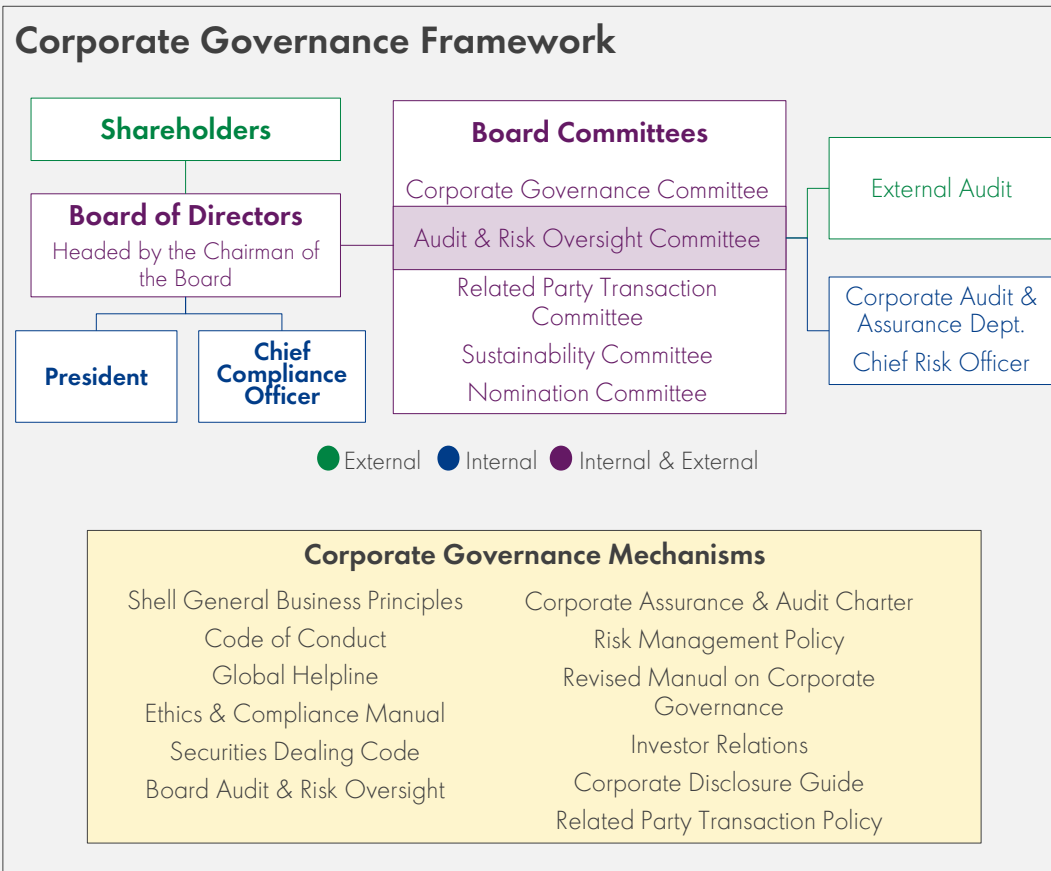 Corporate Governance Framework
Shareholders
Board of Directors
Headed by the Chairman of
the Board
President
Chief
Compliance
Officer
Board Committees
Corporate Governance Committee
Audit & Risk Oversight Committee
Related Party Transaction
Committee
Sustainability Committee
Nomination Committee
External Audit
Corporate Audit &
Assurance Dept.
Chief Risk Officer
External
Internal
Internal & External
Corporate Governance Mechanisms
Shell General Business Principles
Code of Conduct
Global Helpline
Ethics & Compliance Manual
Securities Dealing Code
Board Audit & Risk Oversight
Corporate Assurance & Audit Charter
Risk Management Policy
Revised Manual on Corporate
Governance
Investor Relations
Corporate Disclosure Guide
Related Party Transaction Policy